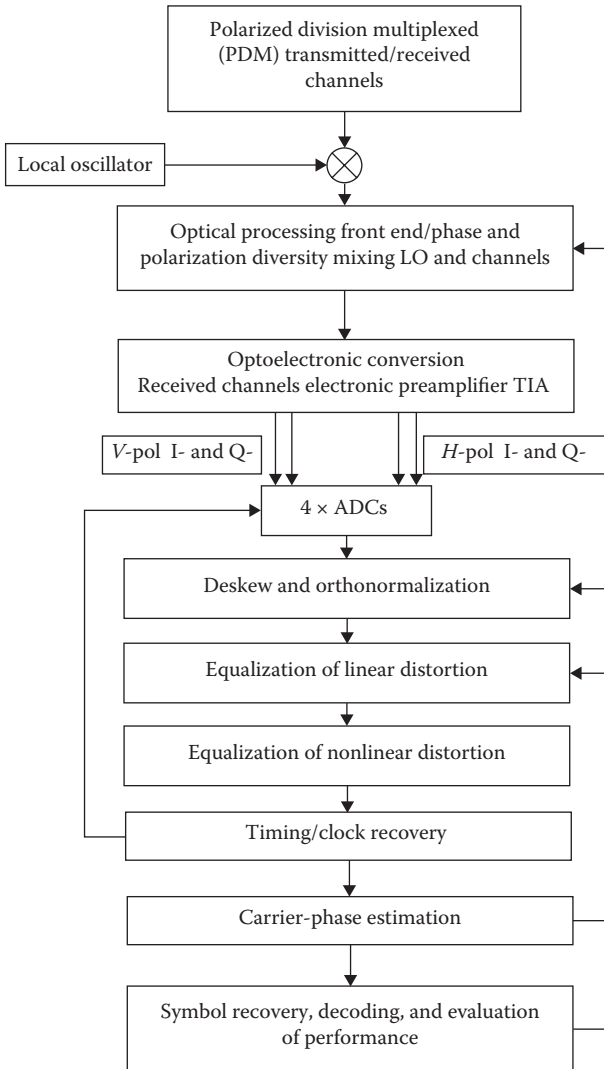 Polarized division multiplexed
(PDM) transmitted/received
channels
Local oscillator
Optical processing front end/phase and
polarization diversity mixing LO and channels
Optoelectronic conversion
Received channels electronic preamplifier TIA
V-pol I- and Q-
H-pol I- and Q-
4 × ADCs
Deskew and orthonormalization
Equalization of linear distortion
Equalization of nonlinear distortion
Timing/clock recovery
Carrier-phase estimation
Symbol recovery, decoding, and evaluation
of performance